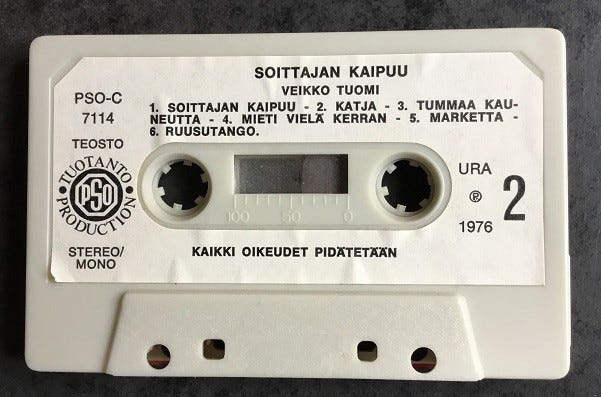 SOITTAJAN KAIPUU
VEIKKO TUOMI
1. SOITTAJAN KAIPUU - 2. KATJA - 3. TUMMAA KAU-
NEUTTA - 4. MIETI VIELÄ KERRAN - 5. MARKETTA -
6. RUUSUTANGO.
PSO-C
7114
TEOSTO
TUOTANTO
PSO
PRODUCTION
STEREO/
MONO
100 50 0
URA
2
℗
1976
KAIKKI OIKEUDET PIDÄTETÄÄN